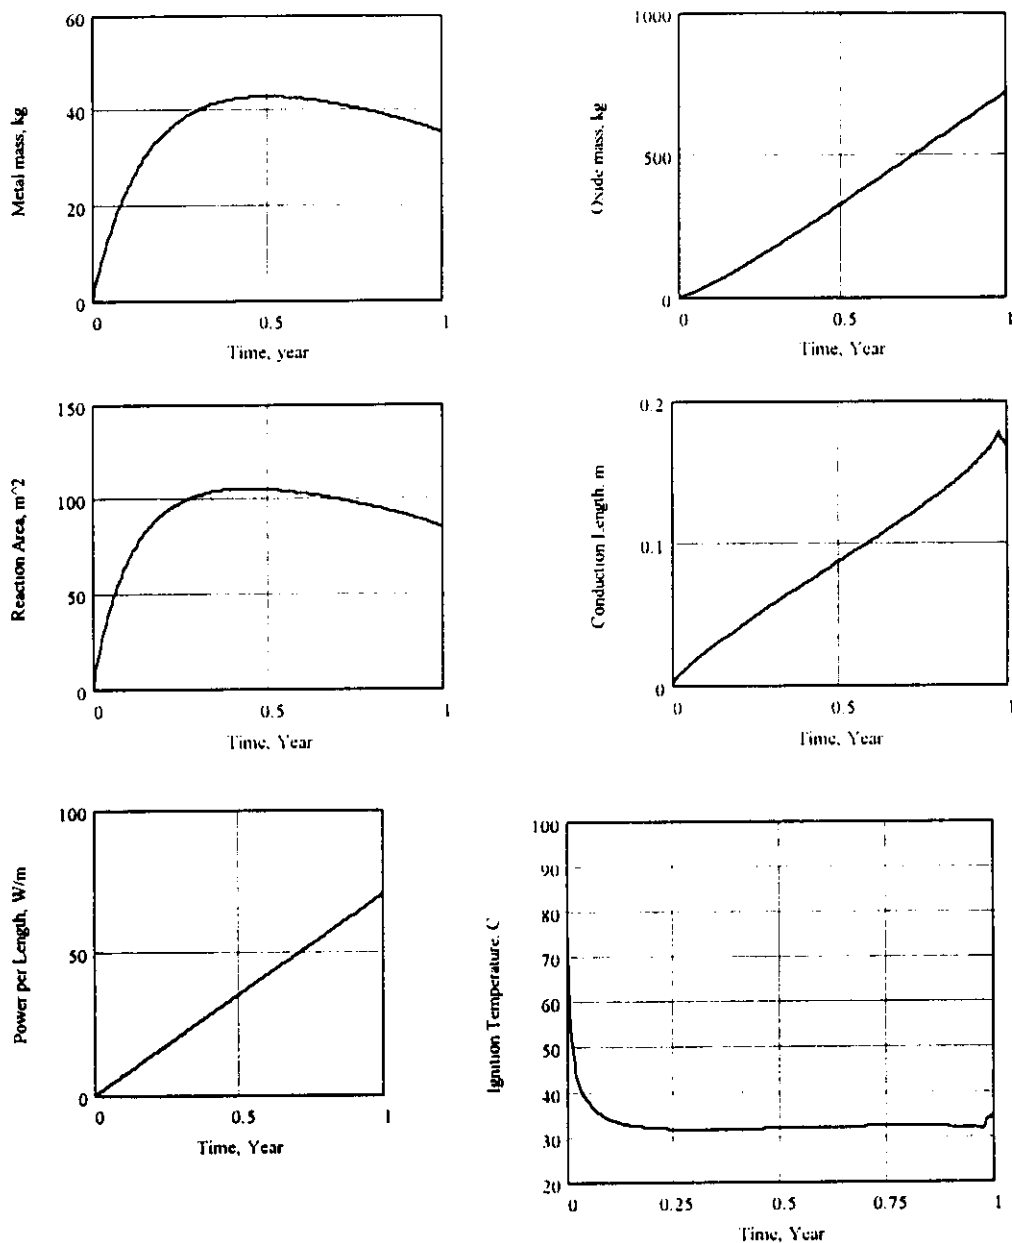 60
40
20
0
Metal mass, kg
0 0.5 1
Time, year
1000
500
0
Oxide mass, kg
0 0.5 1
Time, Year
150
100
50
0
Reaction Area, m^2
0 0.5 1
Time, Year
0.2
0.1
0
Conduction Length, m
0 0.5 1
Time, Year
100
50
0
Power per Length, W/m
0 0.5 1
Time, Year
100
90
80
70
60
50
40
30
20
Ignition Temperature, C
0 0.25 0.5 0.75 1
Time, Year